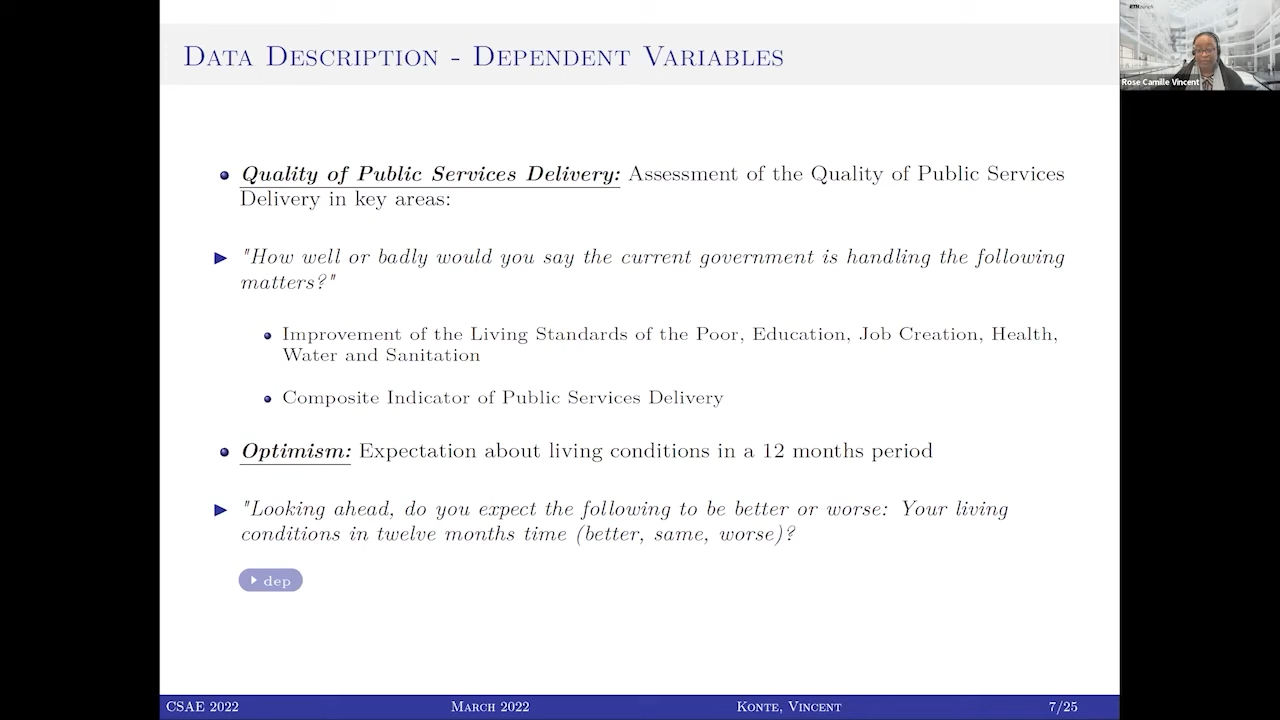 DATA DESCRIPTION - DEPENDENT VARIABLES
Quality of Public Services Delivery: Assessment of the Quality of Public Services
Delivery in key areas:
"How well or badly would you say the current government is handling the following
matters?"
Improvement of the Living Standards of the Poor, Education, Job Creation, Health,
Water and Sanitation
Composite Indicator of Public Services Delivery
Optimism: Expectation about living conditions in a 12 months period
"Looking ahead, do you expect the following to be better or worse: Your living
conditions in twelve months time (better, same, worse)?
dep
CSAE 2022 MARCH 2022 KONTE, VINCENT 7/25
ETH zürich
Rose Camille Vincent